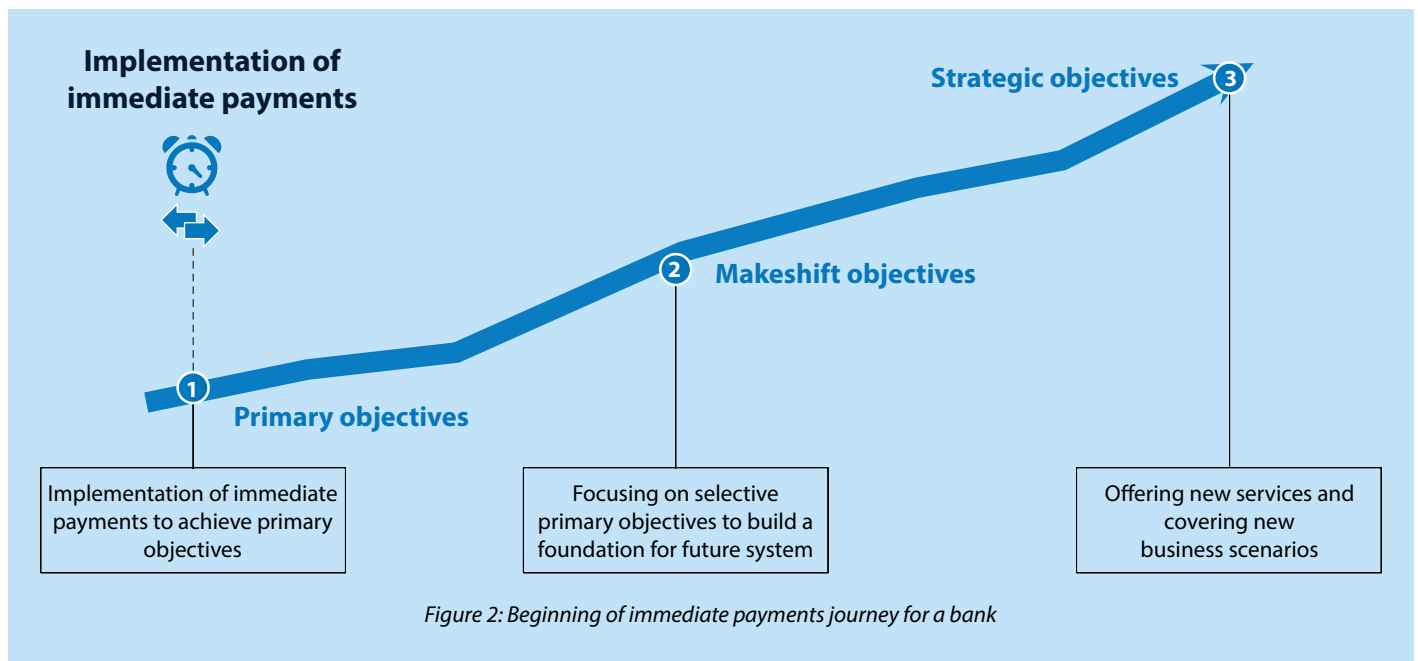 Implementation of
immediate payments
Strategic objectives
3
2
Makeshift objectives
1
Primary objectives
Implementation of immediate
payments to achieve primary
objectives
Focusing on selective
primary objectives to build a
foundation for future system
Offering new services and
covering new
business scenarios
Figure 2: Beginning of immediate payments journey for a bank